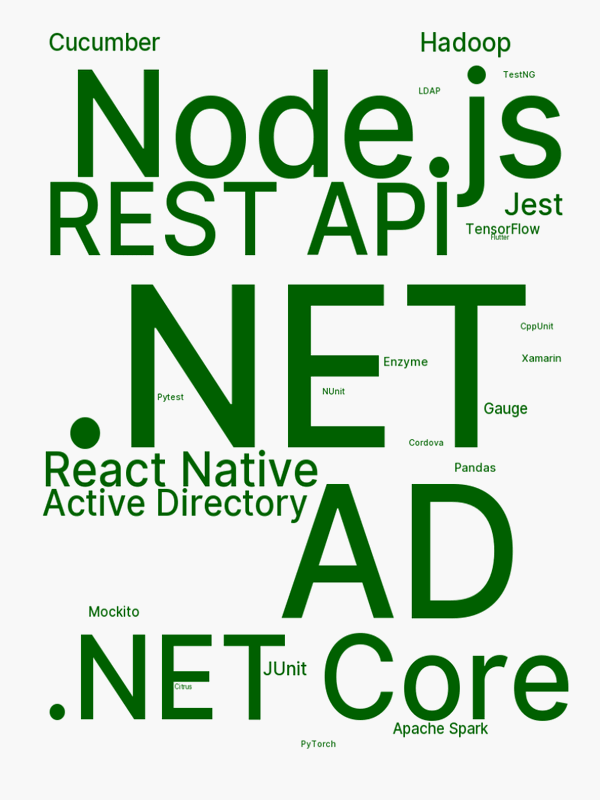 Cucumber
Hadoop
TestNG
LDAP
Node.js
REST API
Jest
TensorFlow
Flutter
.NET
CppUnit
Xamarin
Enzyme
NUnit
Pytest
Gauge
Cordova
Pandas
React Native
Active Directory
AD
Mockito
.NET Core
JUnit
Citrus
Apache Spark
PyTorch